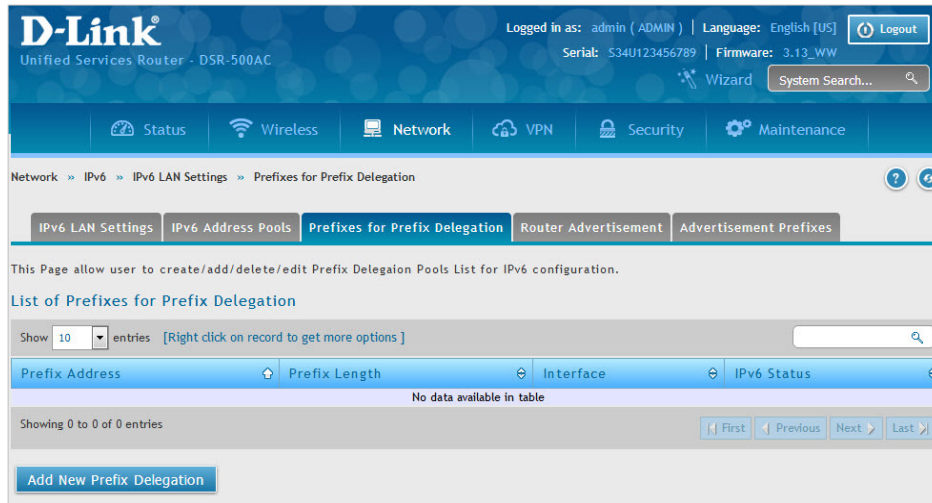 D-Link®
Logged in as: admin ( ADMIN ) | Language: English [US]
Logout
Unified Services Router - DSR-500AC
Serial: S34U123456789 | Firmware: 3.13_WW
Wizard
System Search...
Status
Wireless
Network
VPN
Security
Maintenance
Network » IPv6 » IPv6 LAN Settings » Prefixes for Prefix Delegation
?
IPv6 LAN Settings
IPv6 Address Pools
Prefixes for Prefix Delegation
Router Advertisement
Advertisement Prefixes
This Page allow user to create/add/delete/edit Prefix Delegaion Pools List for IPv6 configuration.
List of Prefixes for Prefix Delegation
Show 10 entries [Right click on record to get more options ]
Prefix Address
Prefix Length
Interface
IPv6 Status
No data available in table
Showing 0 to 0 of 0 entries
First
Previous
Next
Last
Add New Prefix Delegation